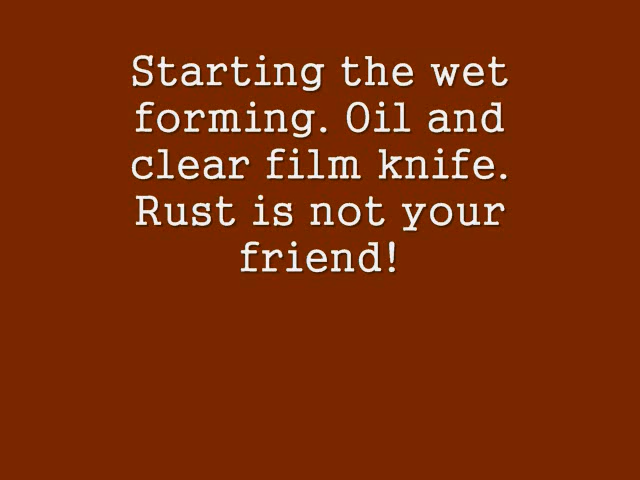 Starting the wet
forming. Oil and
clear film knife.
Rust is not your
friend!